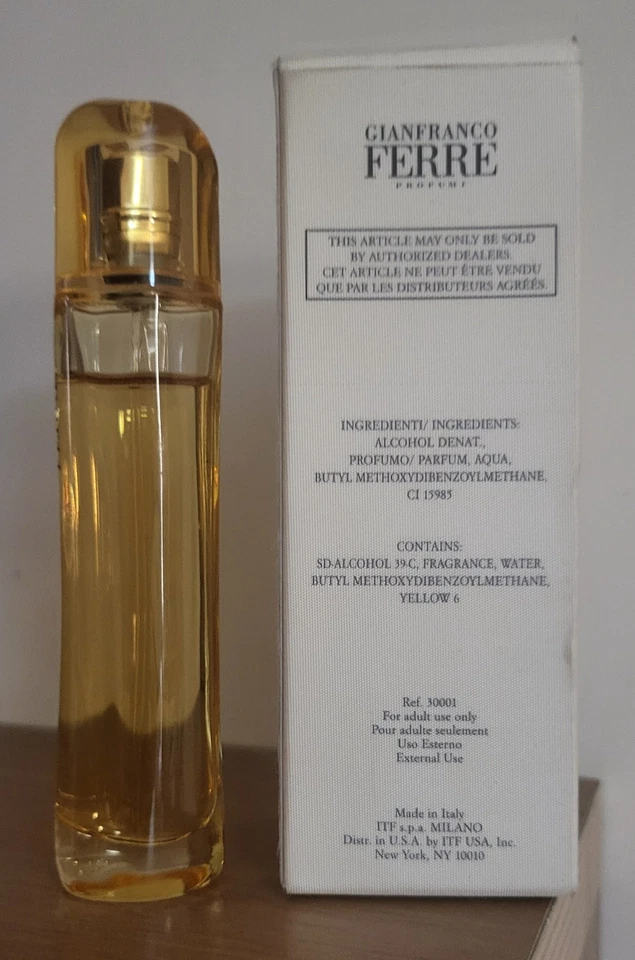 GIANFRANCO
FERRE
PROFUMI
THIS ARTICLE MAY ONLY BE SOLD
BY AUTHORIZED DEALERS.
CET ARTICLE NE PEUT ÊTRE VENDU
QUE PAR LES DISTRIBUTEURS AGRÉÉS.
INGREDIENTI/ INGREDIENTS:
ALCOHOL DENAT.,
PROFUMO/ PARFUM, AQUA,
BUTYL METHOXYDIBENZOYLMETHANE,
CI 15985
CONTAINS:
SD-ALCOHOL 39-C, FRAGRANCE, WATER,
BUTYL METHOXYDIBENZOYLMETHANE,
YELLOW 6
Ref. 30001
For adult use only
Pour adulte seulement
Uso Esterno
External Use
Made in Italy
ITF s.p.a. MILANO
Distr. in U.S.A. by ITF USA, Inc.
New York, NY 10010